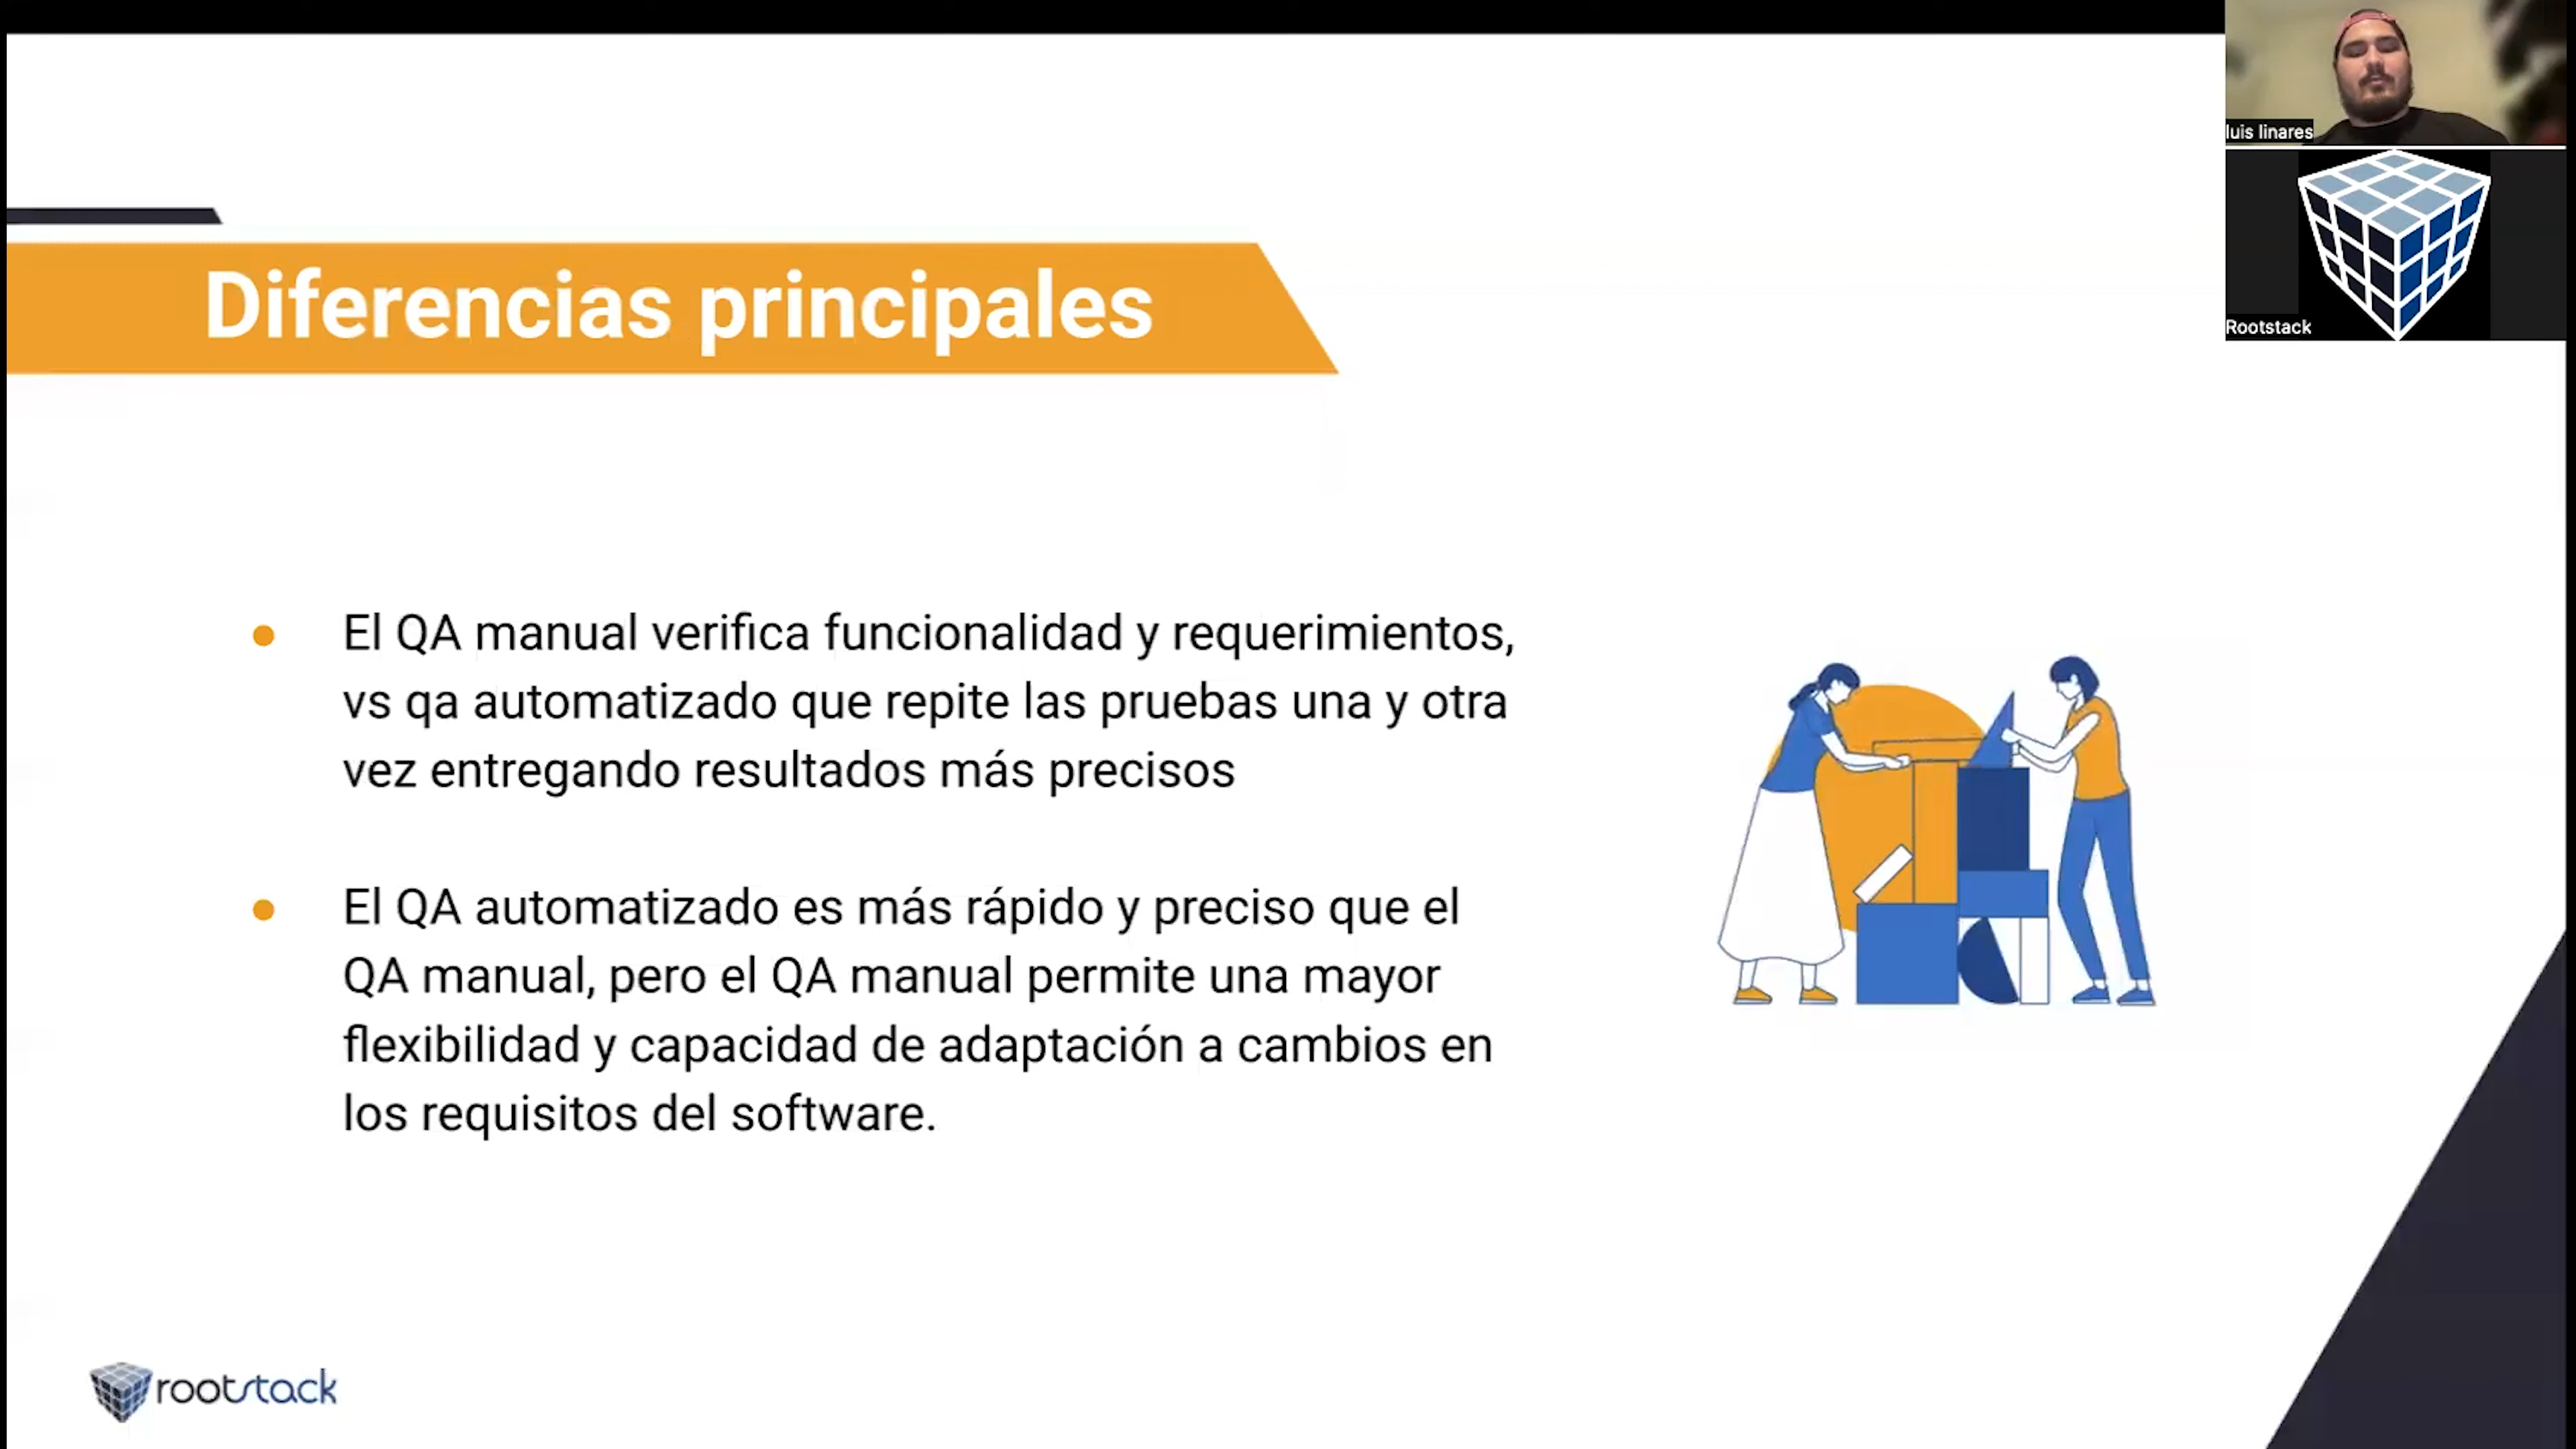 luis linares
Rootstack
Diferencias principales
El QA manual verifica funcionalidad y requerimientos,
vs qa automatizado que repite las pruebas una y otra
vez entregando resultados más precisos
El QA automatizado es más rápido y preciso que el
QA manual, pero el QA manual permite una mayor
flexibilidad y capacidad de adaptación a cambios en
los requisitos del software.
rootstack